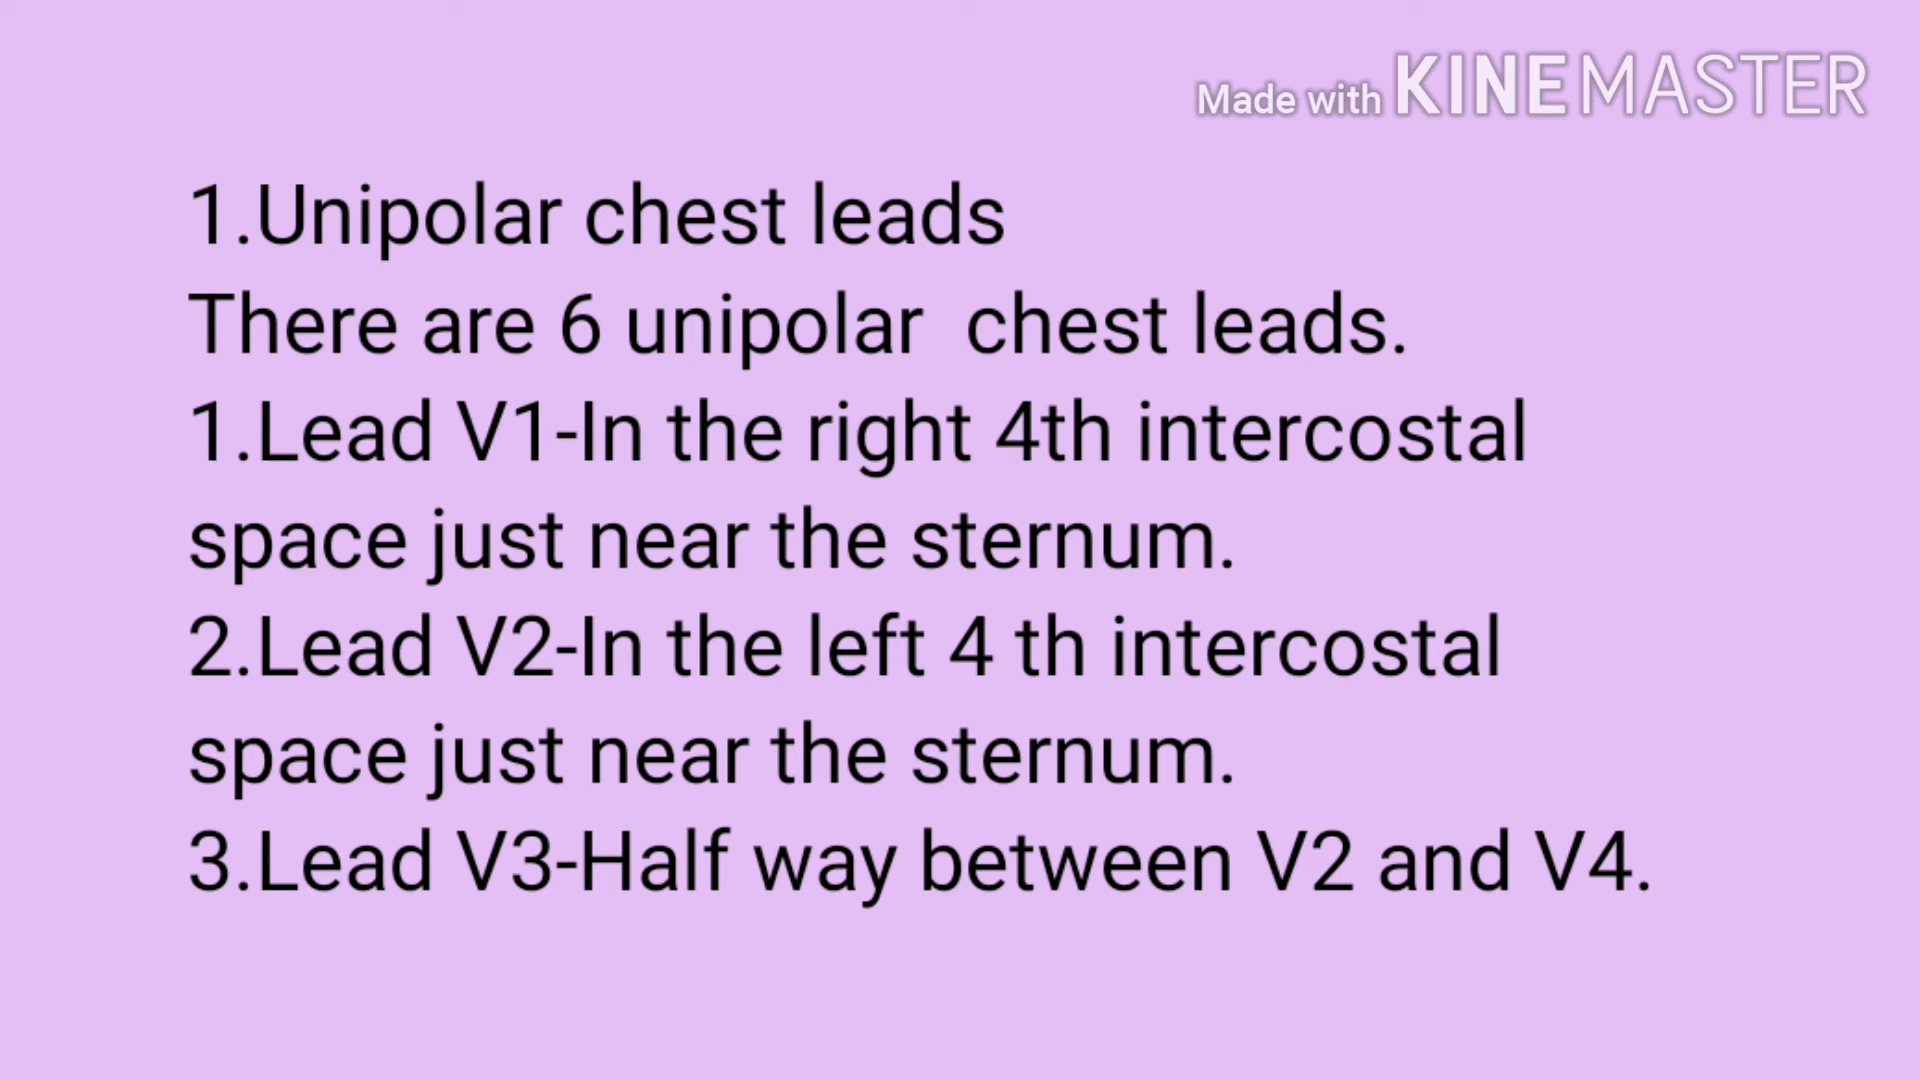 Made with KINEMASTER
1.Unipolar chest leads
There are 6 unipolar  chest leads.
1.Lead V1-In the right 4th intercostal
space just near the sternum.
2.Lead V2-In the left 4 th intercostal
space just near the sternum.
3.Lead V3-Half way between V2 and V4.